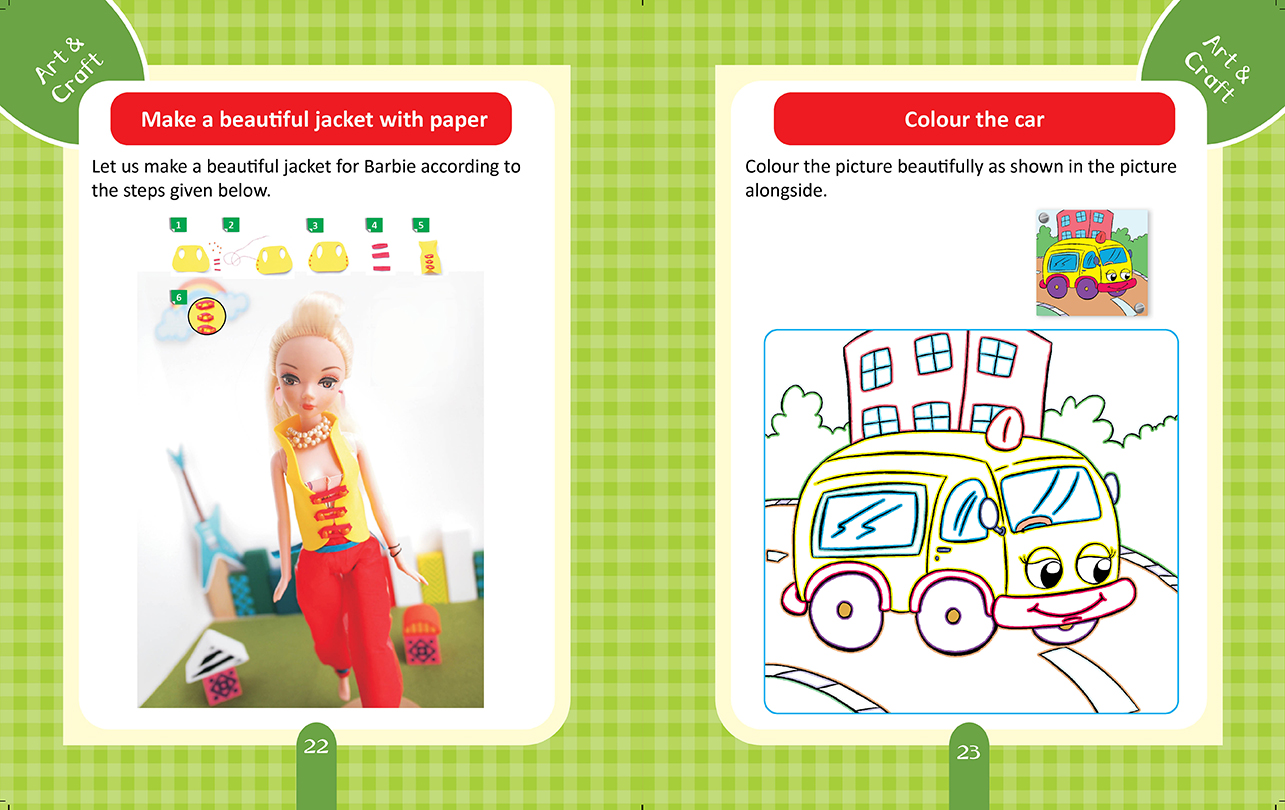 Art &
Craft
Make a beautiful jacket with paper
Let us make a beautiful jacket for Barbie according to
the steps given below.
1 2 3 4 5
6
22
Art &
Craft
Colour the car
Colour the picture beautifully as shown in the picture
alongside.
23